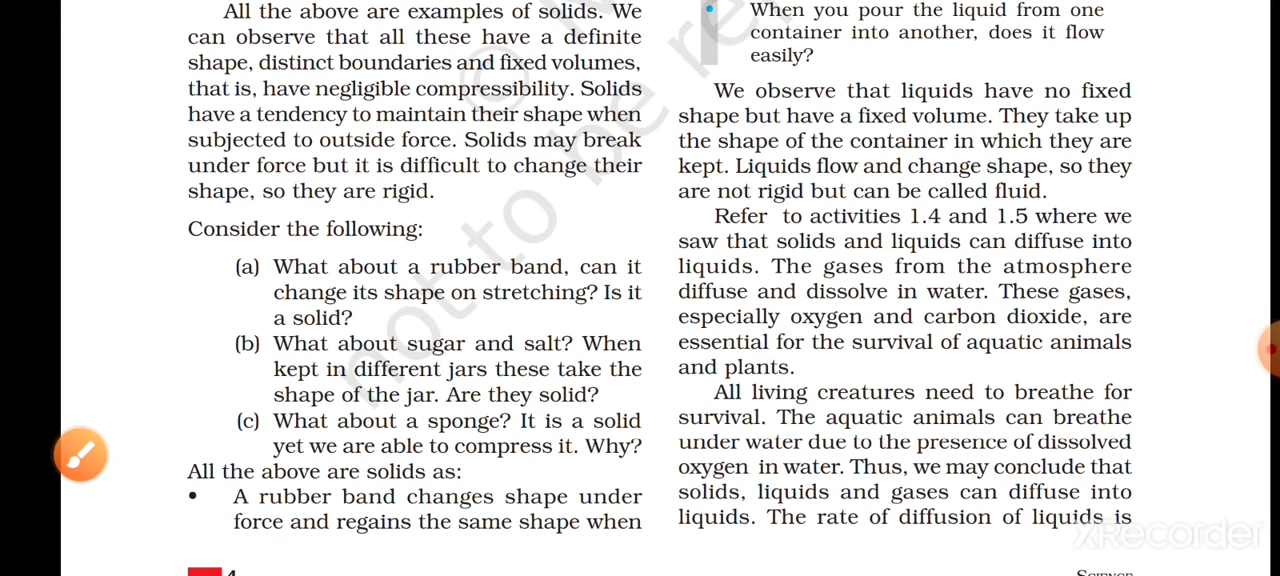 All the above are examples of solids. We
can observe that all these have a definite
shape, distinct boundaries and fixed volumes,
that is, have negligible compressibility. Solids
have a tendency to maintain their shape when
subjected to outside force. Solids may break
under force but it is difficult to change their
shape, so they are rigid.
Consider the following:
(a) What about a rubber band, can it
change its shape on stretching? Is it
a solid?
(b) What about sugar and salt? When
kept in different jars these take the
shape of the jar. Are they solid?
(c) What about a sponge? It is a solid
yet we are able to compress it. Why?
All the above are solids as:
• A rubber band changes shape under
force and regains the same shape when
4
• When you pour the liquid from one
container into another, does it flow
easily?
We observe that liquids have no fixed
shape but have a fixed volume. They take up
the shape of the container in which they are
kept. Liquids flow and change shape, so they
are not rigid but can be called fluid.
Refer to activities 1.4 and 1.5 where we
saw that solids and liquids can diffuse into
liquids. The gases from the atmosphere
diffuse and dissolve in water. These gases,
especially oxygen and carbon dioxide, are
essential for the survival of aquatic animals
and plants.
All living creatures need to breathe for
survival. The aquatic animals can breathe
under water due to the presence of dissolved
oxygen in water. Thus, we may conclude that
solids, liquids and gases can diffuse into
liquids. The rate of diffusion of liquids is
SCIENCE
not to be re
©
XRecorder